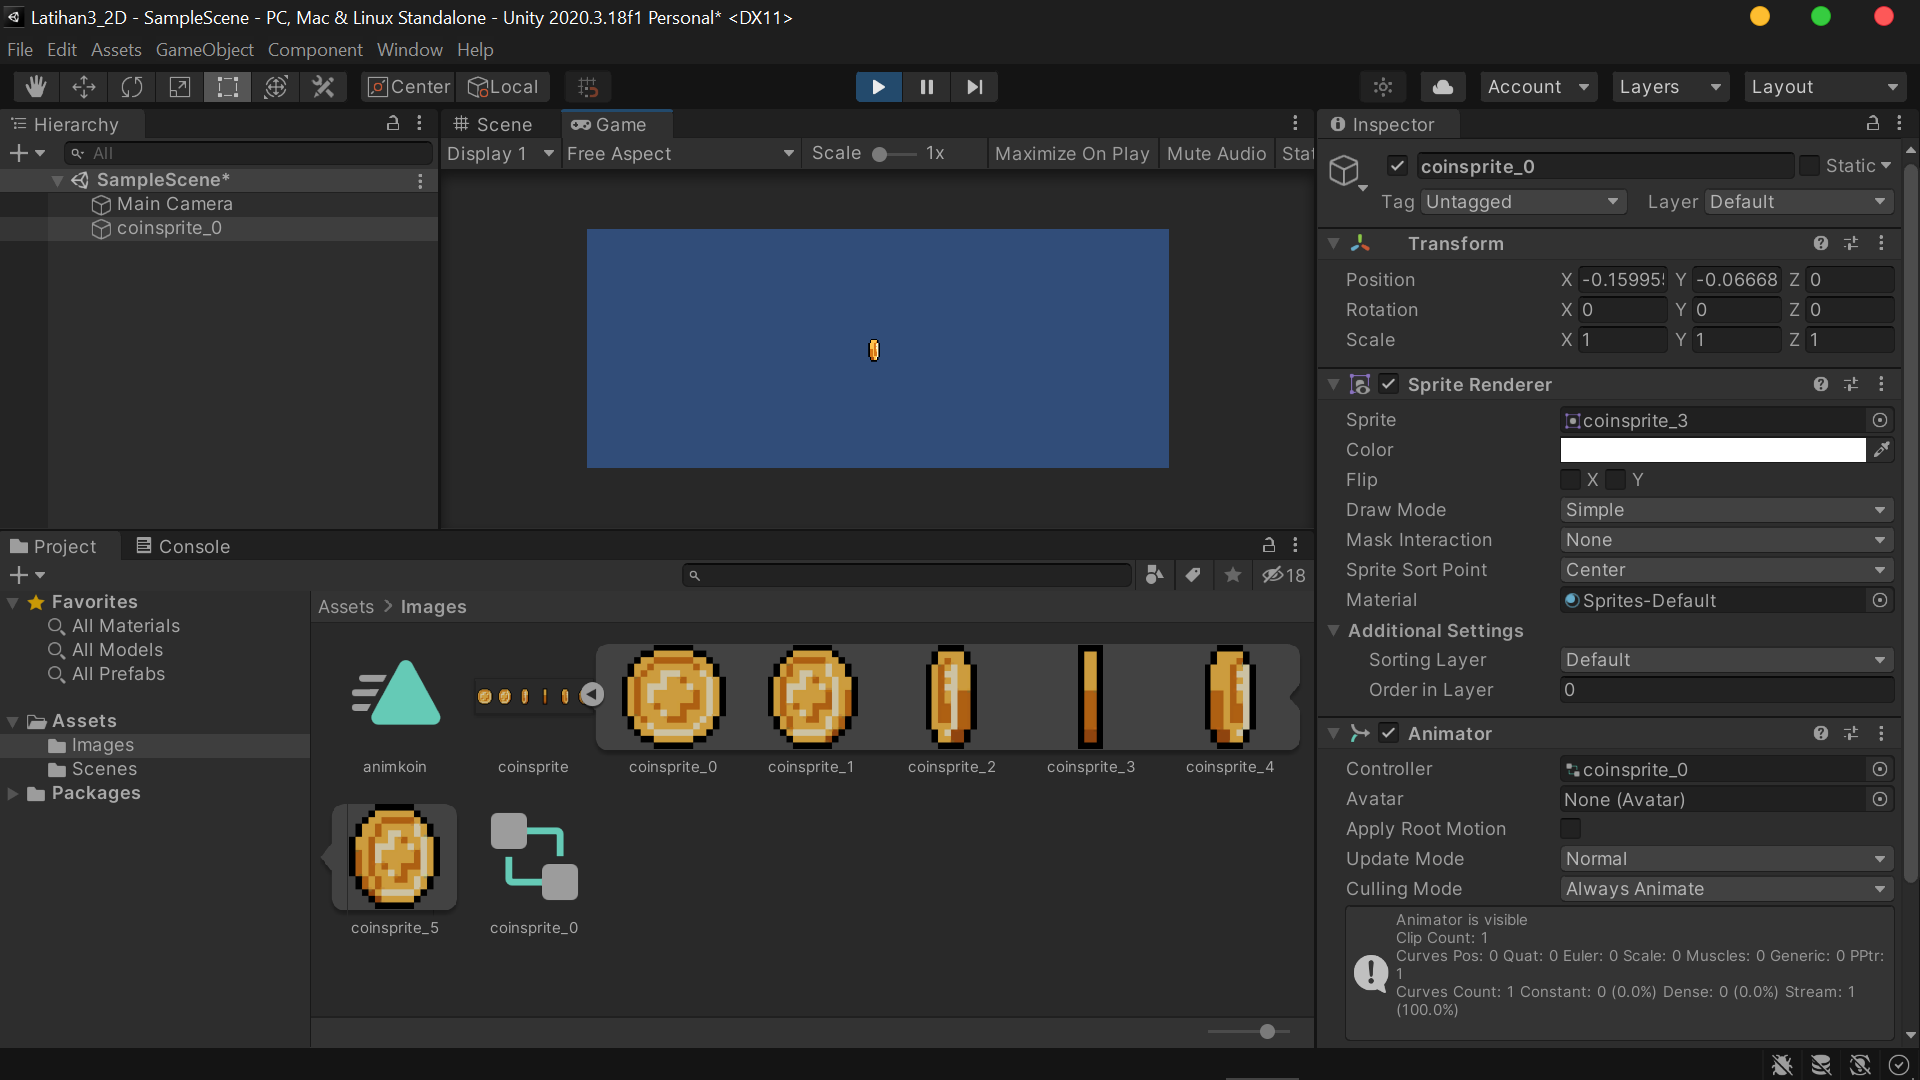 Latihan3_2D - SampleScene - PC, Mac & Linux Standalone - Unity 2020.3.18f1 Personal* <DX11>
File Edit Assets GameObject Component Window Help
Center Local Account Layers Layout
Hierarchy
All
SampleScene*
Main Camera
coinsprite_0
Scene Game
Display 1 Free Aspect Scale 1x Maximize On Play Mute Audio Stat
Inspector
coinsprite_0 Static
Tag Untagged Layer Default
Transform
Position X -0.15995 Y -0.06668 Z 0
Rotation X 0 Y 0 Z 0
Scale X 1 Y 1 Z 1
Sprite Renderer
Sprite coinsprite_3
Color
Flip X Y
Draw Mode Simple
Mask Interaction None
Sprite Sort Point Center
Material Sprites-Default
Additional Settings
Sorting Layer Default
Order in Layer 0
Animator
Controller coinsprite_0
Avatar None (Avatar)
Apply Root Motion
Update Mode Normal
Culling Mode Always Animate
Animator is visible
Clip Count: 1
Curves Pos: 0 Quat: 0 Euler: 0 Scale: 0 Muscles: 0 Generic: 0 PPtr:
1
Curves Count: 1 Constant: 0 (0.0%) Dense: 0 (0.0%) Stream: 1
(100.0%)
Project Console
18
Favorites
All Materials
All Models
All Prefabs
Assets
Images
Scenes
Packages
Assets > Images
animkoin coinsprite coinsprite_0 coinsprite_1 coinsprite_2 coinsprite_3 coinsprite_4
coinsprite_5 coinsprite_0